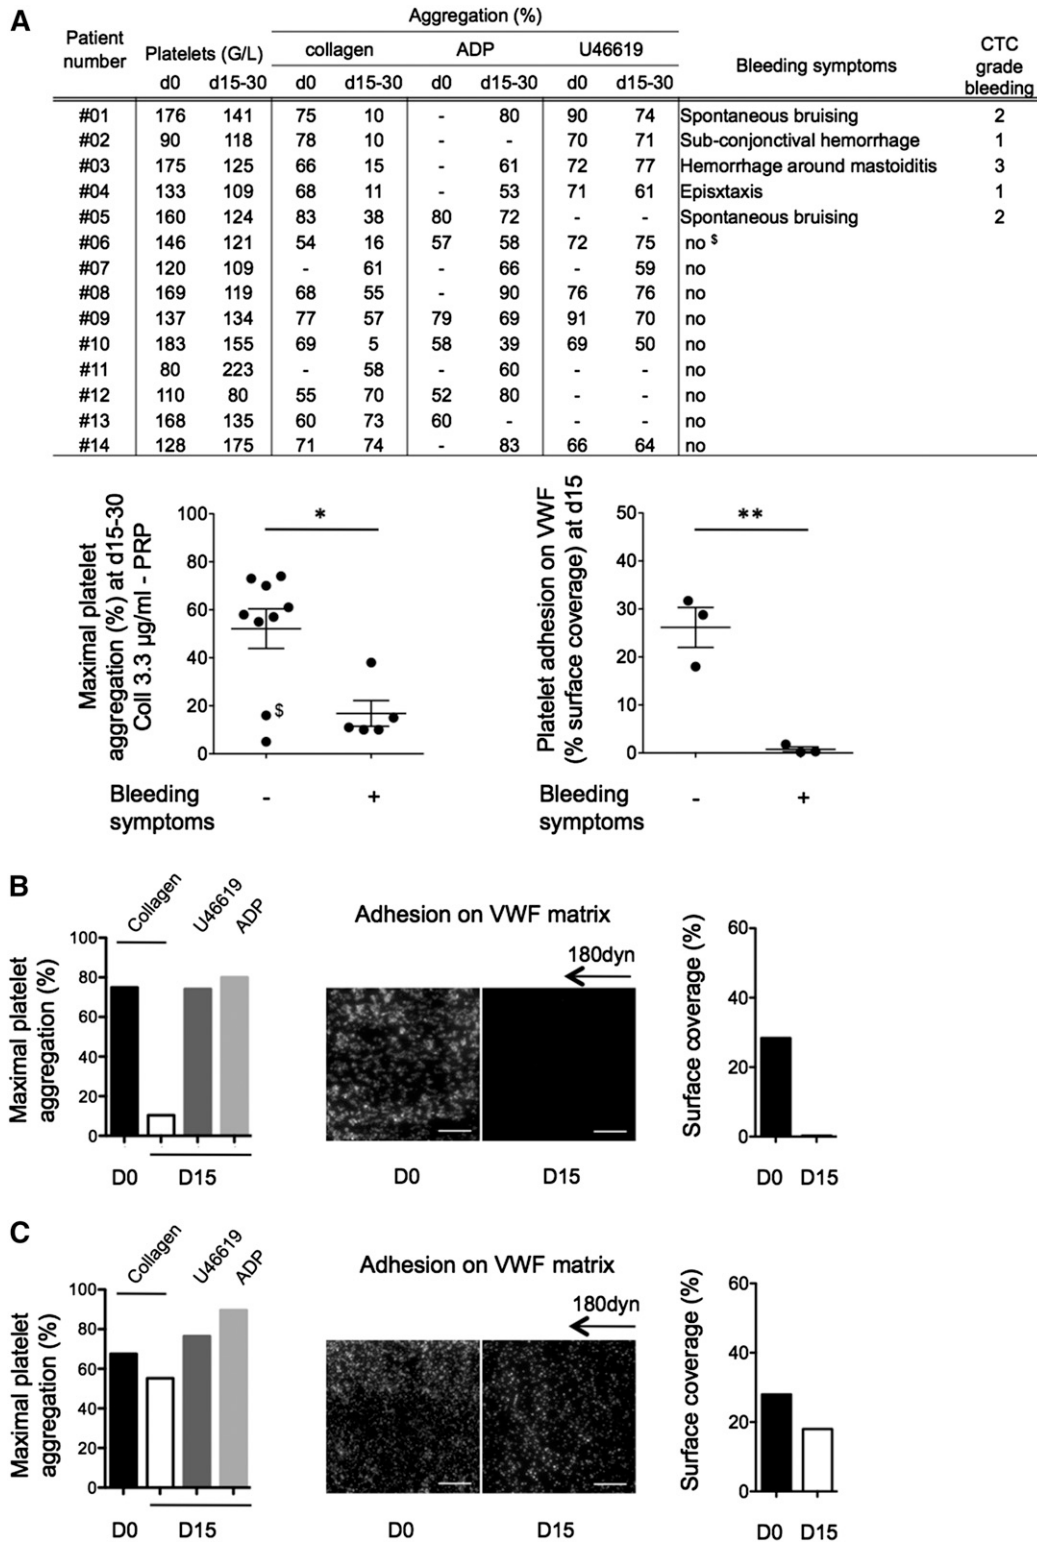 A
Aggregation (%)
Patient number Platelets (G/L) collagen ADP U46619 Bleeding symptoms CTC grade bleeding
d0 d15-30 d0 d15-30 d0 d15-30 d0 d15-30
#01 176 141 75 10 - 80 90 74 Spontaneous bruising 2
#02 90 118 78 10 - - 70 71 Sub-conjonctival hemorrhage 1
#03 175 125 66 15 - 61 72 77 Hemorrhage around mastoiditis 3
#04 133 109 68 11 - 53 71 61 Episxtaxis 1
#05 160 124 83 38 80 72 - - Spontaneous bruising 2
#06 146 121 54 16 57 58 72 75 no $
#07 120 109 - 61 - 66 - 59 no
#08 169 119 68 55 - 90 76 76 no
#09 137 134 77 57 79 69 91 70 no
#10 183 155 69 5 58 39 69 50 no
#11 80 223 - 58 - 60 - - no
#12 110 80 55 70 52 80 - - no
#13 168 135 60 73 60 - - - no
#14 128 175 71 74 - 83 66 64 no
Maximal platelet
aggregation (%) at d15-30
Coll 3.3 µg/ml - PRP
100
80
60
40
20
0
*
$
Bleeding symptoms - +
Platelet adhesion on VWF
(% surface coverage) at d15
50
40
30
20
10
0
**
Bleeding symptoms - +
B
Collagen U46619 ADP
Maximal platelet
aggregation (%)
100
80
60
40
20
0
D0 D15
Adhesion on VWF matrix
180dyn
D0 D15
Surface coverage (%)
60
40
20
0
D0 D15
C
Collagen U46619 ADP
Maximal platelet
aggregation (%)
100
80
60
40
20
0
D0 D15
Adhesion on VWF matrix
180dyn
D0 D15
Surface coverage (%)
60
40
20
0
D0 D15